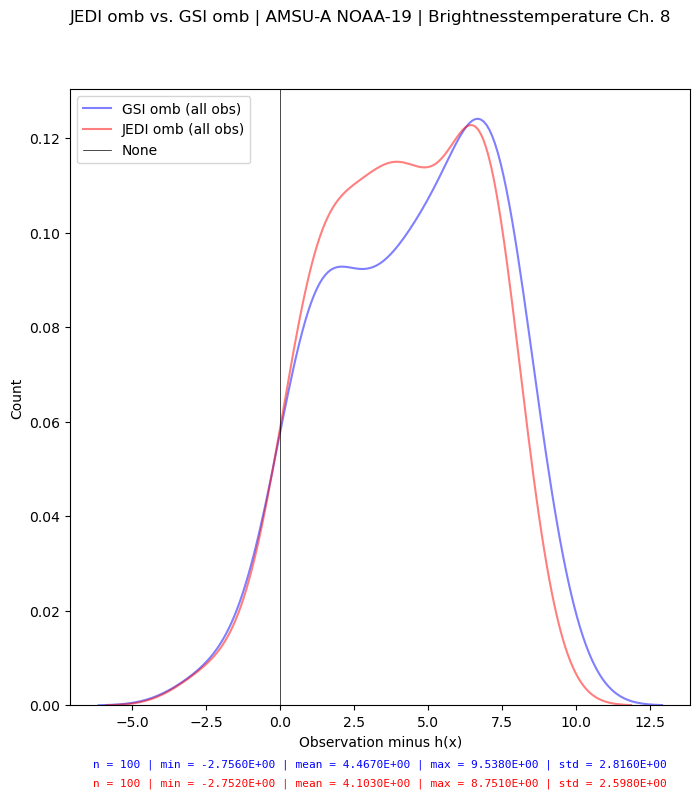 JEDI omb vs. GSI omb | AMSU-A NOAA-19 | Brightnesstemperature Ch. 8
GSI omb (all obs)
JEDI omb (all obs)
None
0.12
0.10
0.08
0.06
0.04
0.02
0.00
Count
−5.0 −2.5 0.0 2.5 5.0 7.5 10.0 12.5
Observation minus h(x)
n = 100 | min = -2.7560E+00 | mean = 4.4670E+00 | max = 9.5380E+00 | std = 2.8160E+00
n = 100 | min = -2.7520E+00 | mean = 4.1030E+00 | max = 8.7510E+00 | std = 2.5980E+00